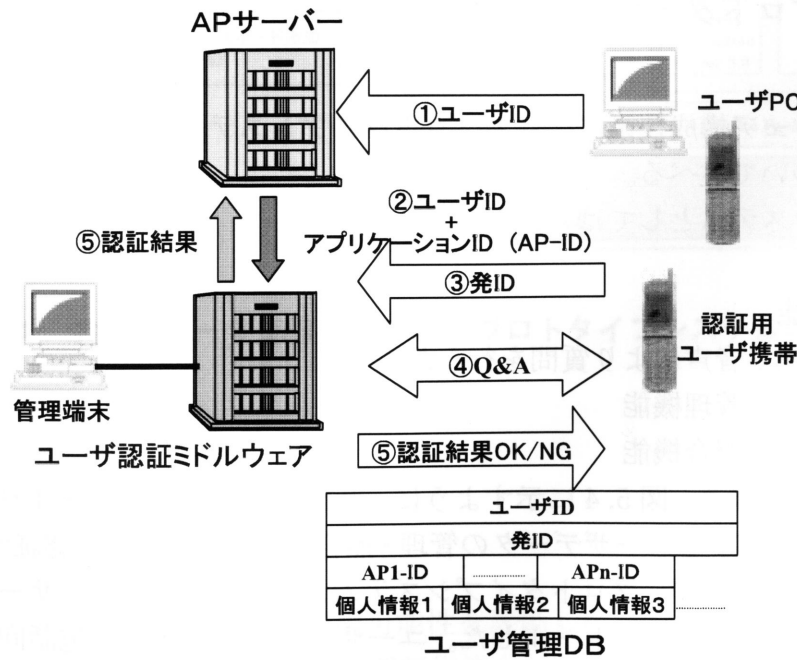 APサーバー
①ユーザID
ユーザPC
②ユーザID
+
アプリケーションID（AP-ID）
⑤認証結果
③発ID
認証用
ユーザ携帯
④Q&A
管理端末
ユーザ認証ミドルウェア
⑤認証結果OK/NG
ユーザID
発ID
AP1-ID
APn-ID
個人情報1
個人情報2
個人情報3
ユーザ管理DB